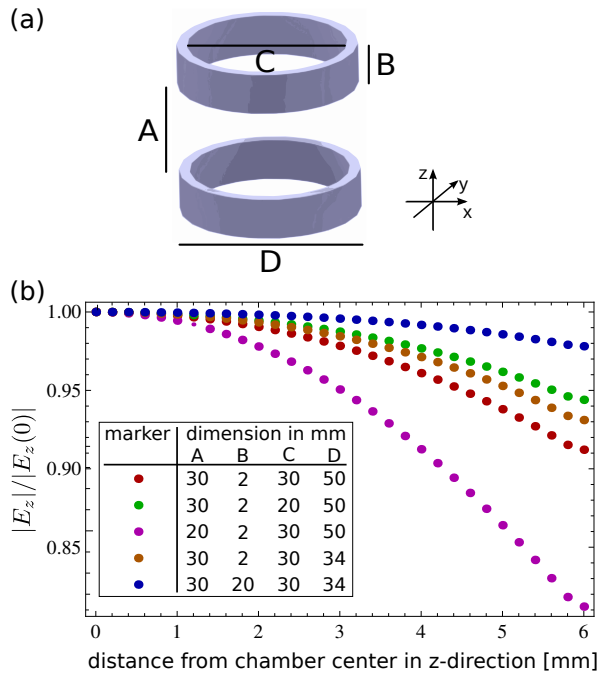 (a)
C
B
A
z
y
x
D
(b)
1.00
0.95
0.90
0.85
|E_z|/|E_z(0)|
marker dimension in mm
A B C D
30 2 30 50
30 2 20 50
20 2 30 50
30 2 30 34
30 20 30 34
0 1 2 3 4 5 6
distance from chamber center in z-direction [mm]